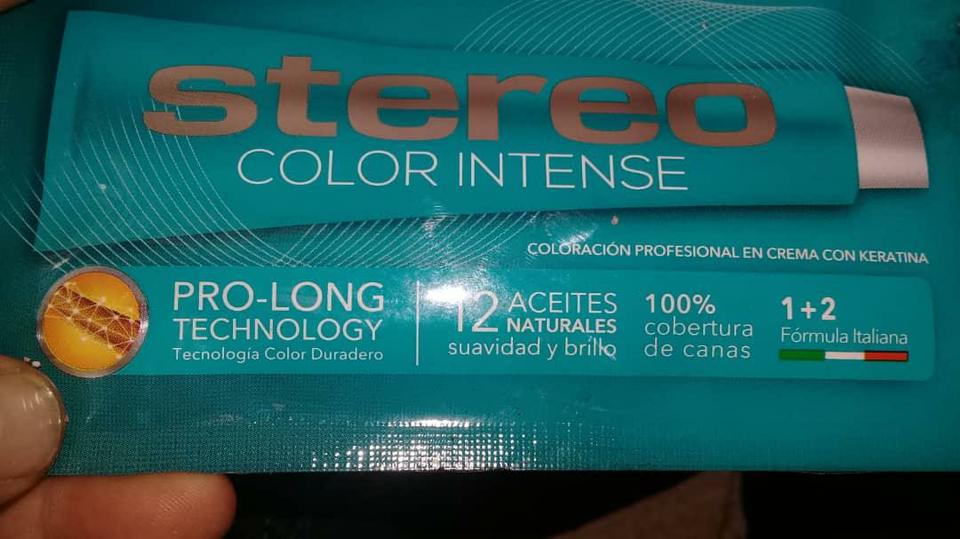 stereo
COLOR INTENSE
COLORACIÓN PROFESIONAL EN CREMA CON KERATINA
PRO-LONG
TECHNOLOGY
Tecnología Color Duradero
12 ACEITES
NATURALES
suavidad y brillo
100%
cobertura
de canas
1+2
Fórmula Italiana